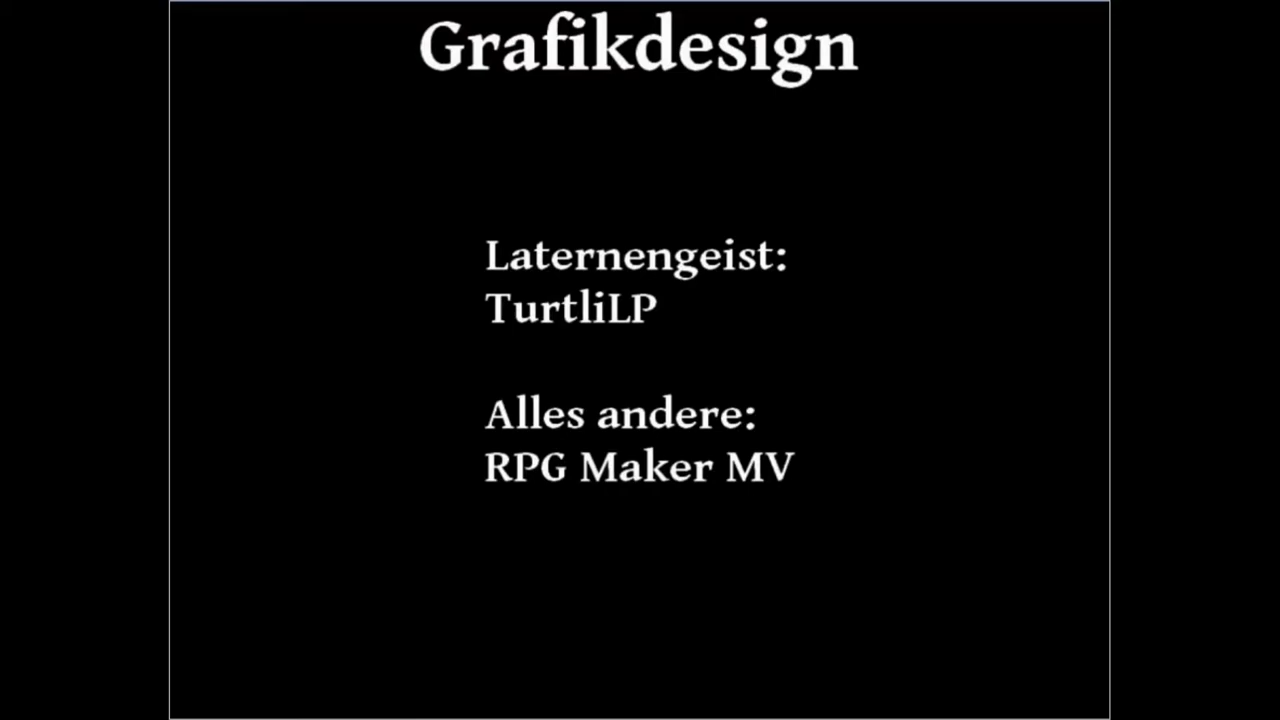 Grafikdesign
Laternengeist:
TurtliLP
Alles andere:
RPG Maker MV